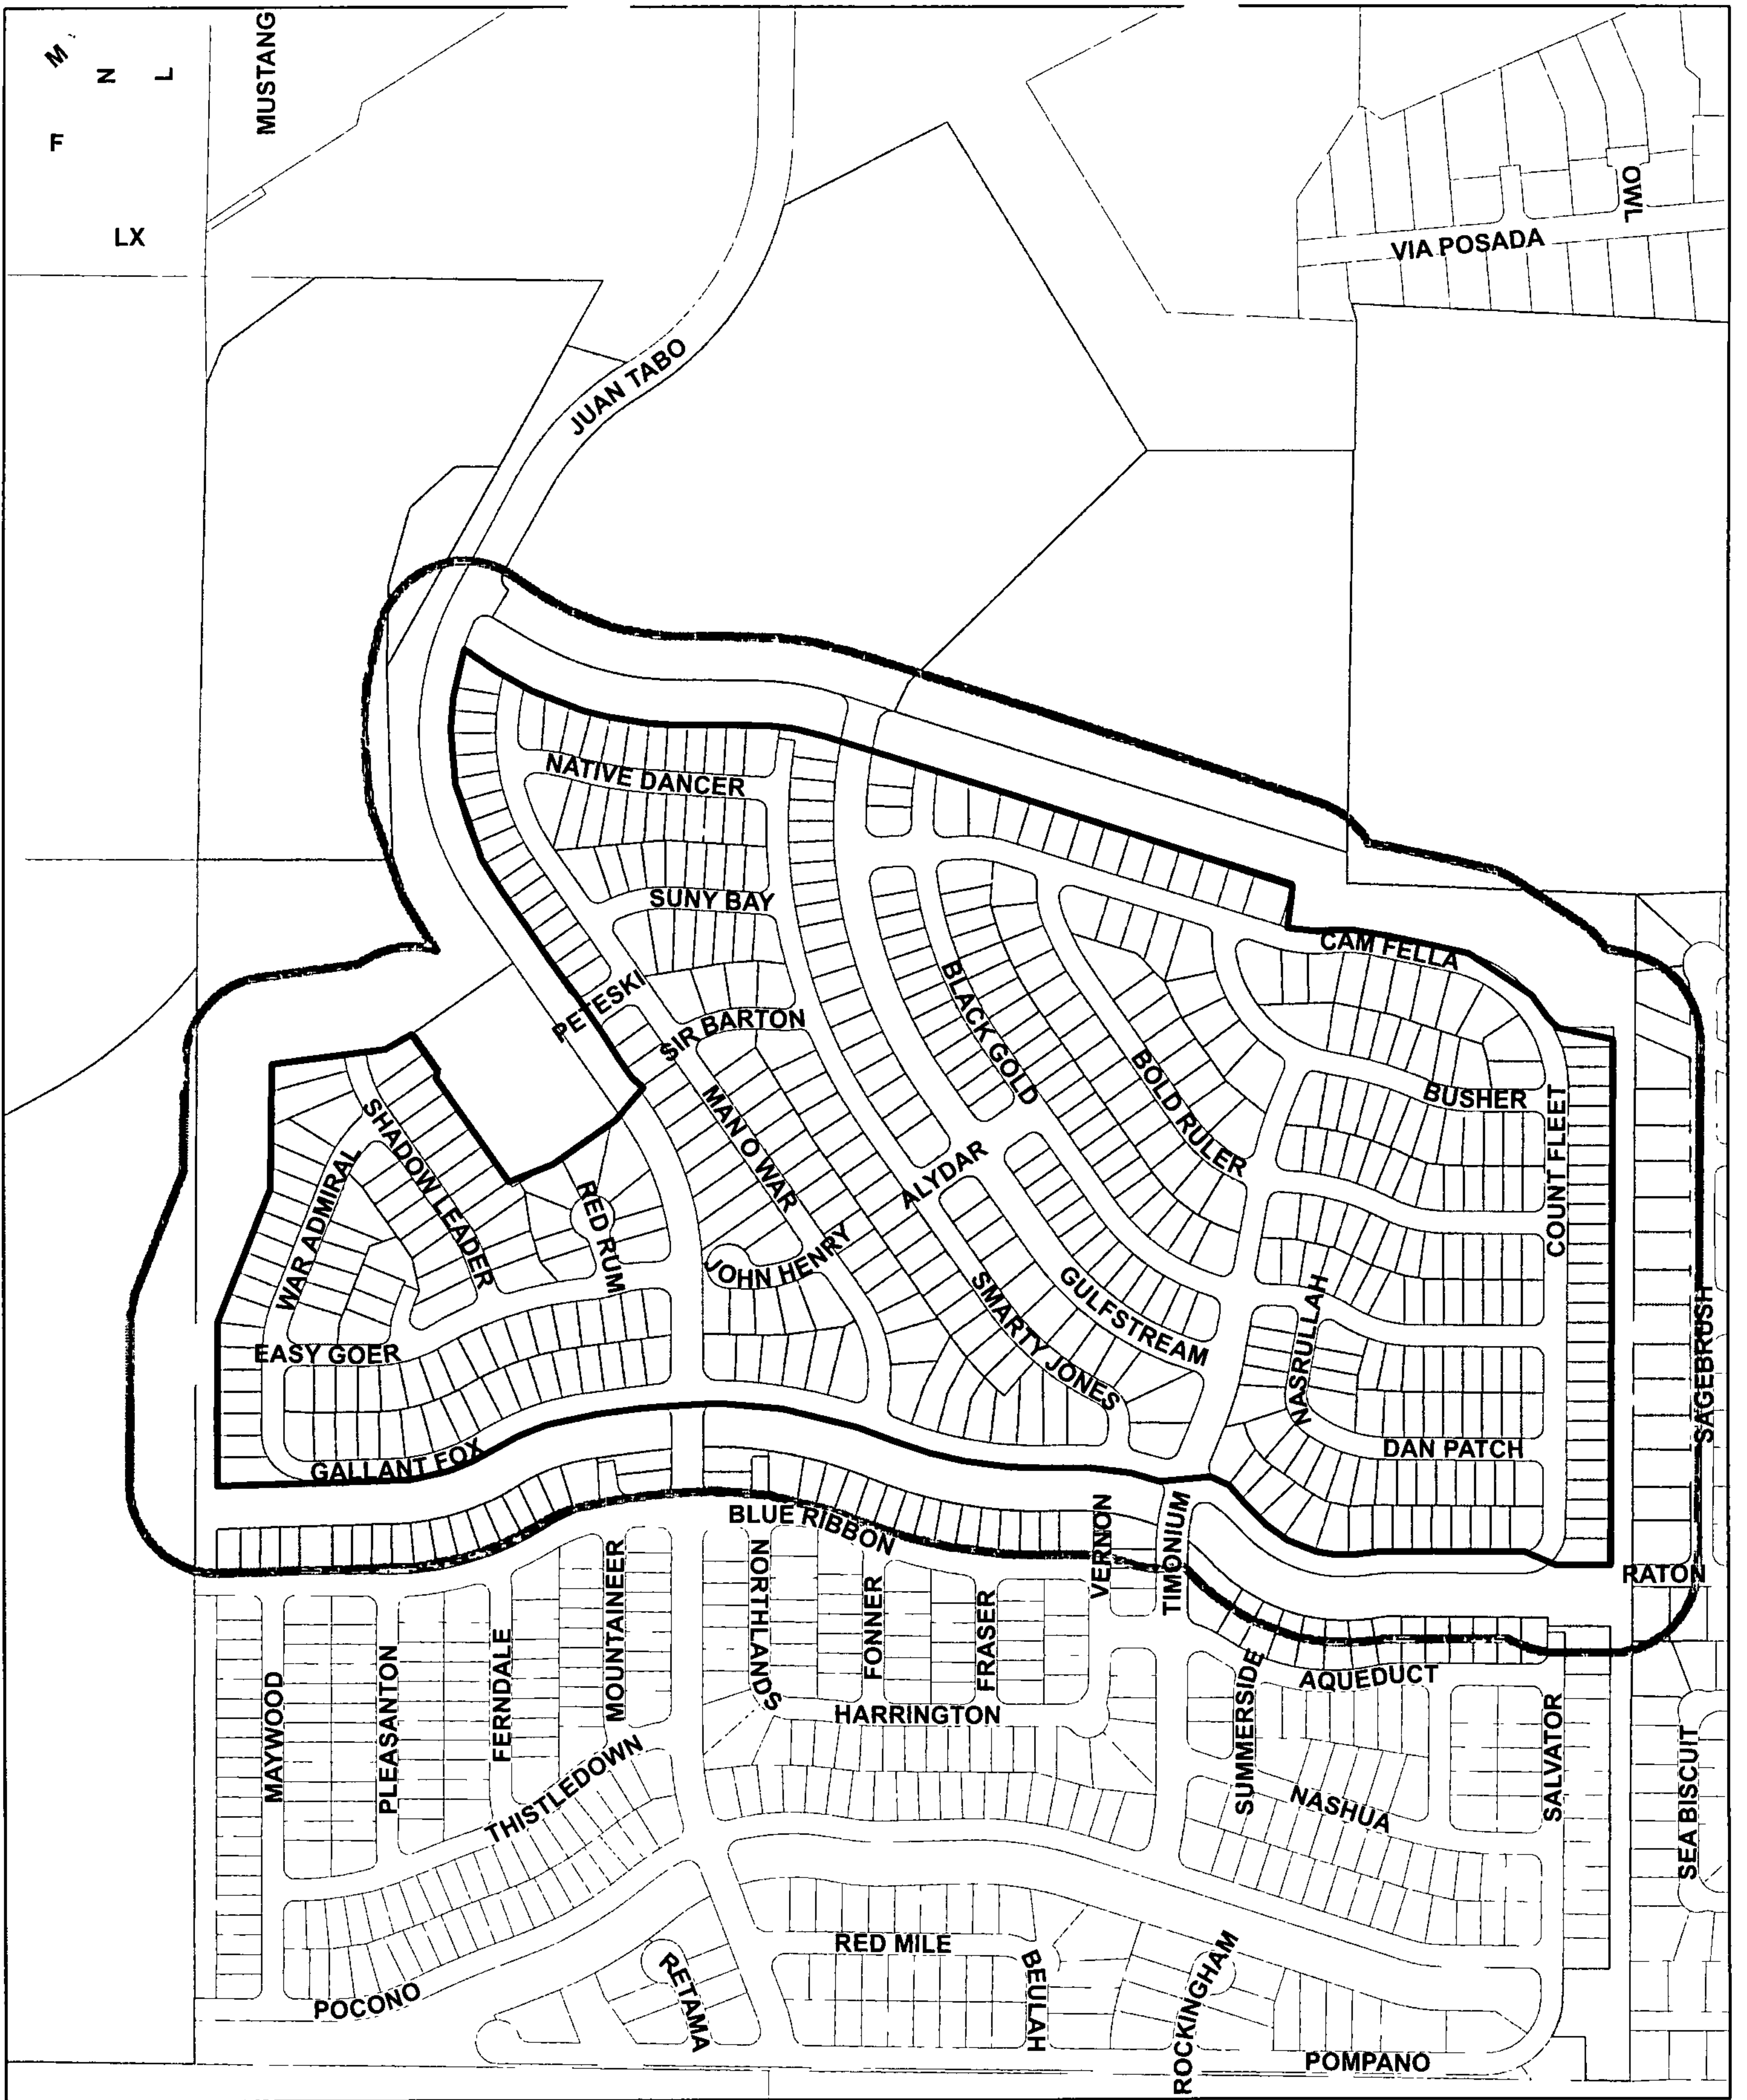 MUSTANG
M
N
L
F
LX
OWL
VIA POSADA
JUAN TABO
NATIVE DANCER
SUNY BAY
CAM FELLA
PETESKI
SIR BARTON
BLACK GOLD
BOLD RULER
BUSHER
COUNT FLEET
MAN O WAR
SHADOW LEADER
WAR ADMIRAL
ALYDAR
RED RUM
JOHN HENRY
SMARTY JONES
GULFSTREAM
NASRULLAH
SAGEBRUSH
EASY GOER
GALLANT FOX
DAN PATCH
BLUE RIBBON
VERNON
TIMONIUM
RATON
MOUNTAINEER
NORTHLANDS
FONNER
FRASER
MAYWOOD
PLEASANTON
FERNDALE
SUMMERSIDE
AQUEDUCT
HARRINGTON
SALVATOR
SEA BISCUIT
THISTLEDOWN
NASHUA
RED MILE
BEULAH
ROCKINGHAM
RETAMA
POCONO
POMPANO